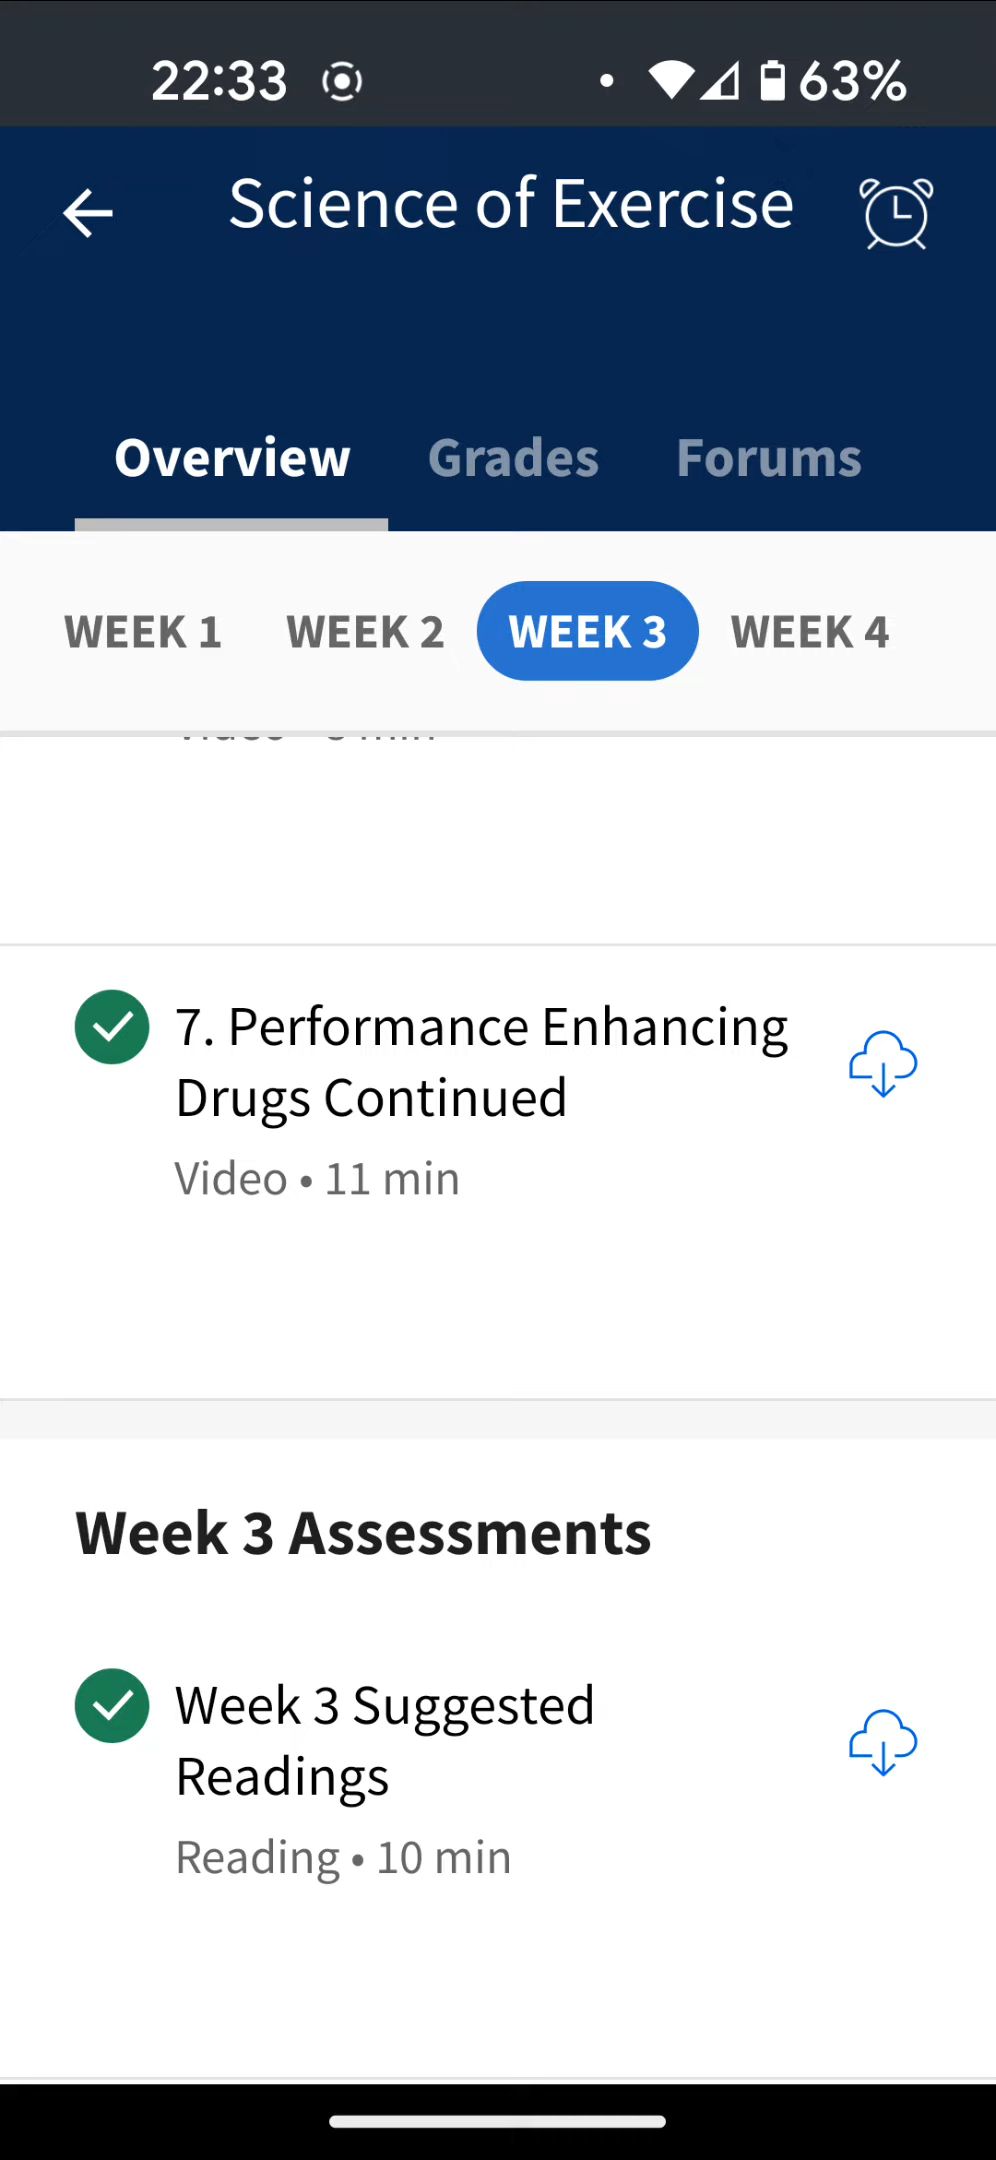 22:33
63%
Science of Exercise
Overview Grades Forums
WEEK 1 WEEK 2 WEEK 3 WEEK 4
7. Performance Enhancing
Drugs Continued
Video • 11 min
Week 3 Assessments
Week 3 Suggested
Readings
Reading • 10 min